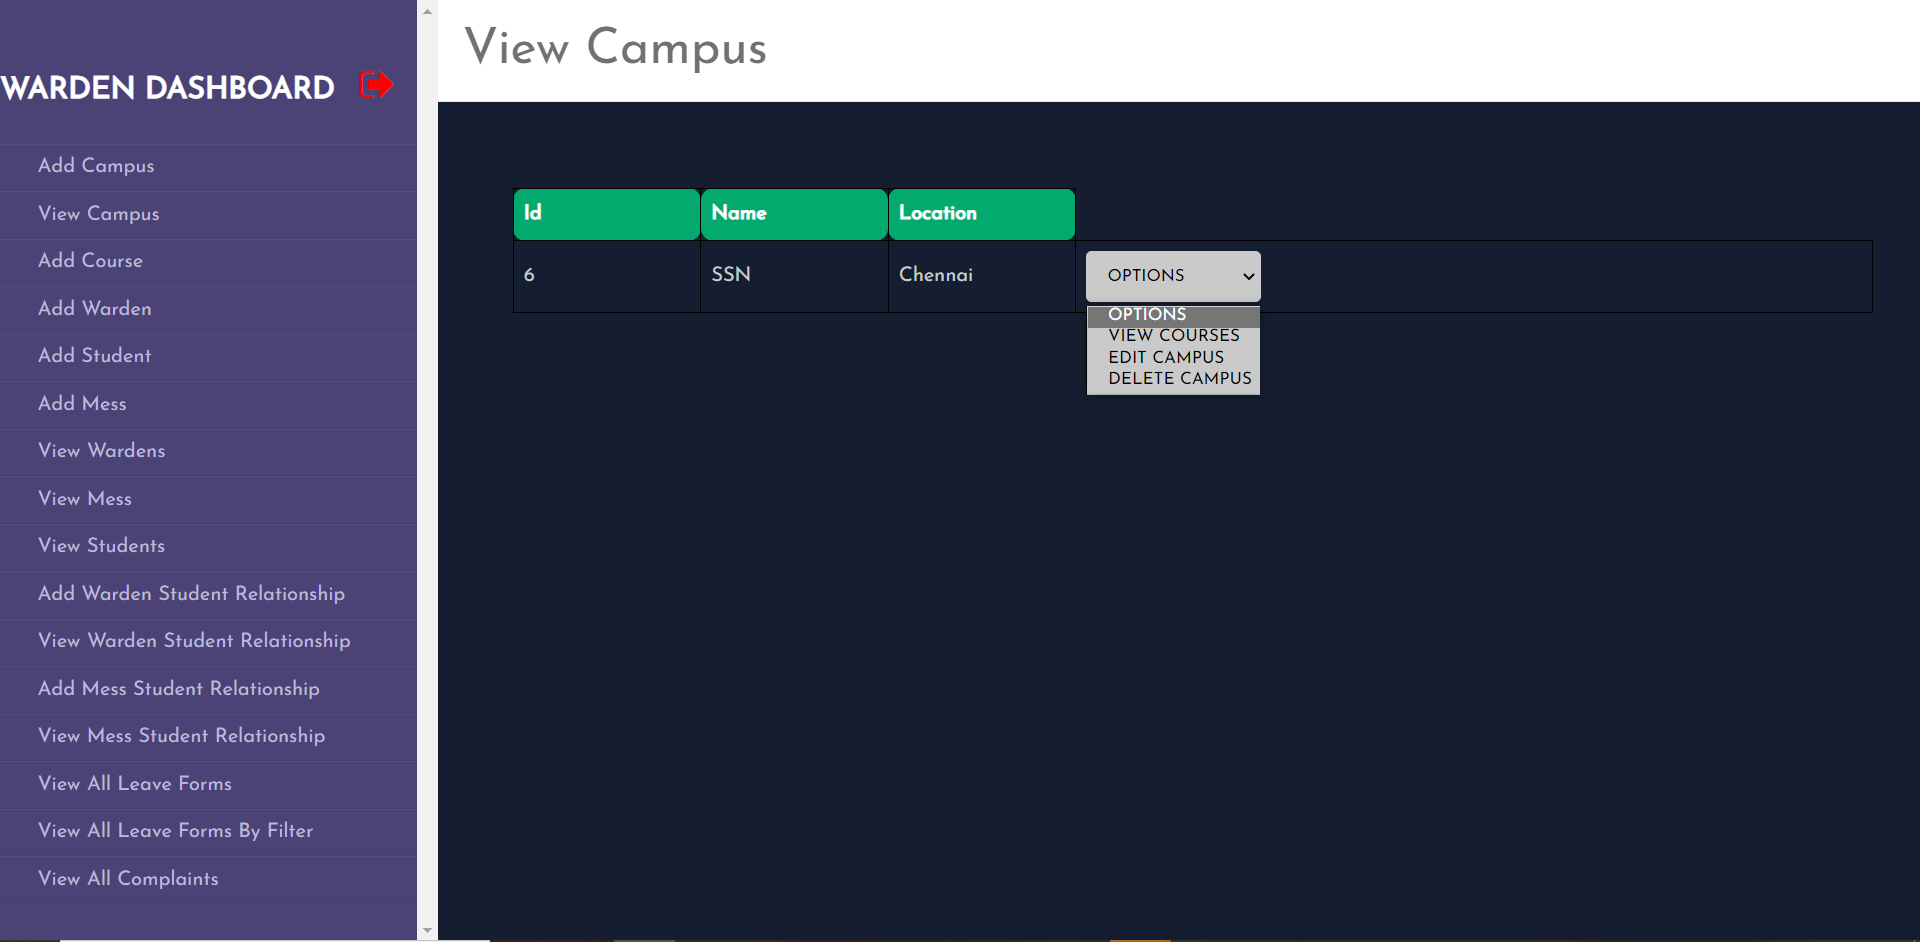 WARDEN DASHBOARD
Add Campus
View Campus
Add Course
Add Warden
Add Student
Add Mess
View Wardens
View Mess
View Students
Add Warden Student Relationship
View Warden Student Relationship
Add Mess Student Relationship
View Mess Student Relationship
View All Leave Forms
View All Leave Forms By Filter
View All Complaints
View Campus
Id Name Location
6 SSN Chennai OPTIONS
OPTIONS
VIEW COURSES
EDIT CAMPUS
DELETE CAMPUS